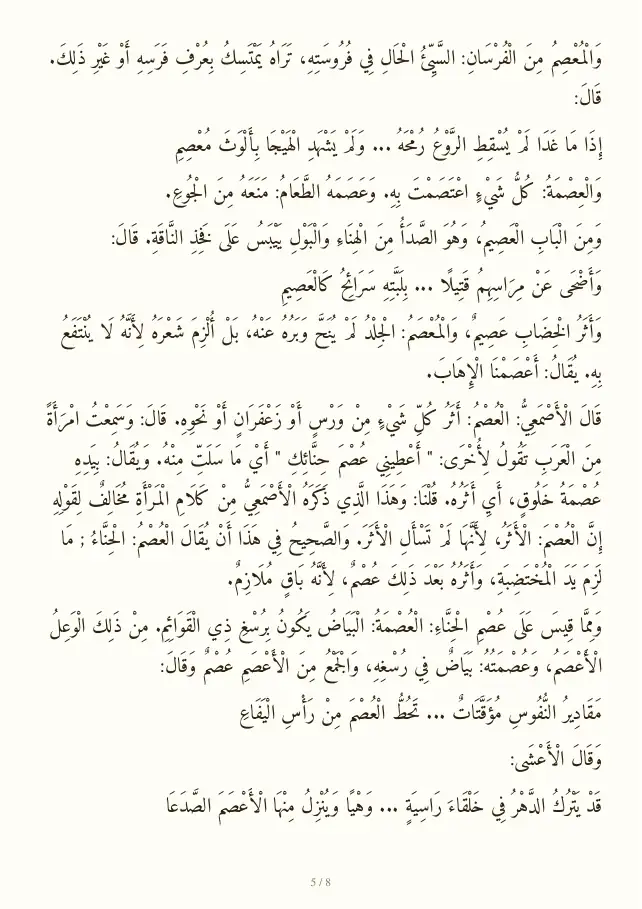 وَالْمُعْصِمُ مِنَ الْفُرْسَانِ: السَّيِّئُ الْحَالِ فِي فُرُوسَتِهِ، تَرَاهُ يَمْتَسِكُ بِعُرْفِ فَرَسِهِ أَوْ غَيْرِ ذَلِكَ.
قَالَ:
إِذَا مَا غَدَا لَمْ يُسْقِطِ الرَّوْعُ رُمْحَهُ ... وَلَمْ يَشْهَدِ الْهَيْجَا بِأَلْوَثَ مُعْصِمِ
وَالْعِصْمَةُ: كُلُّ شَيْءٍ اعْتَصَمْتَ بِهِ. وَعَصَمَهُ الطَّعَامُ: مَنَعَهُ مِنَ الْجُوعِ.
وَمِنَ الْبَابِ الْعَصِيمُ، وَهُوَ الصَّدَأُ مِنَ الْهِنَاءِ وَالْبَوْلِ يَيْبَسُ عَلَى فَخِذِ النَّاقَةِ. قَالَ:
وَأَضْحَى عَنْ مِرَاسِهِمُ قَتِيلًا ... بِلَبَّتِهِ سَرَائِحُ كَالْعَصِيمِ
وَأَثَرُ الْخِضَابِ عَصِيمٌ، وَالْمُعْصَمُ: الْجِلْدُ لَمْ يُنَحَّ وَبَرُهُ عَنْهُ، بَلْ أُلْزِمَ شَعْرَهُ لِأَنَّهُ لَا يُنْتَفَعُ
بِهِ. يُقَالُ: أَعْصَمْنَا الْإِهَابَ.
قَالَ الْأَصْمَعِيُّ: الْعُصْمُ: أَثَرُ كُلِّ شَيْءٍ مِنْ وَرْسٍ أَوْ زَعْفَرَانٍ أَوْ نَحْوِهِ. قَالَ: وَسَمِعْتُ امْرَأَةً
مِنَ الْعَرَبِ تَقُولُ لِأُخْرَى: " أَعْطِينِي عُصْمَ حِنَّائِكِ " أَيْ مَا سَلَتِّ مِنْهُ. وَيُقَالُ: بِيَدِهِ
عُصْمَةُ خَلُوقٍ، أَيِ أَثَرُهُ. قُلْنَا: وَهَذَا الَّذِي ذَكَرَهُ الْأَصْمَعِيُّ مِنْ كَلَامِ الْمَرْأَةِ مُخَالِفٌ لِقَوْلِهِ
إِنَّ الْعُصْمَ: الْأَثَرُ، لِأَنَّهَا لَمْ تَسْأَلِ الْأَثَرَ. وَالصَّحِيحُ فِي هَذَا أَنْ يُقَالَ الْعُصْمُ: الْحِنَّاءُ ; مَا
لَزِمَ يَدَ الْمُخْتَضِبَةِ، وَأَثَرُهُ بَعْدَ ذَلِكَ عُصْمٌ، لِأَنَّهُ بَاقٍ مُلَازِمٌ.
وَمِمَّا قِيسَ عَلَى عُصْمِ الْحِنَّاءِ: الْعُصْمَةُ: الْبَيَاضُ يَكُونُ بِرُسْغِ ذِي الْقَوَائِمِ. مِنْ ذَلِكَ الْوَعِلُ
الْأَعْصَمُ، وَعُصْمَتُهُ: بَيَاضٌ فِي رُسْغِهِ، وَالْجَمْعُ مِنَ الْأَعْصَمِ عُصْمٌ وَقَالَ:
مَقَادِيرُ النُّفُوسِ مُؤَقَّتَاتٌ ... تَحُطُّ الْعُصْمَ مِنْ رَأْسِ الْيَفَاعِ
وَقَالَ الْأَعْشَى:
قَدْ يَتْرُكُ الدَّهْرُ فِي خَلْقَاءَ رَاسِيَةٍ ... وَهْيًا وَيُنْزِلُ مِنْهَا الْأَعْصَمَ الصَّدَعَا
5 / 8